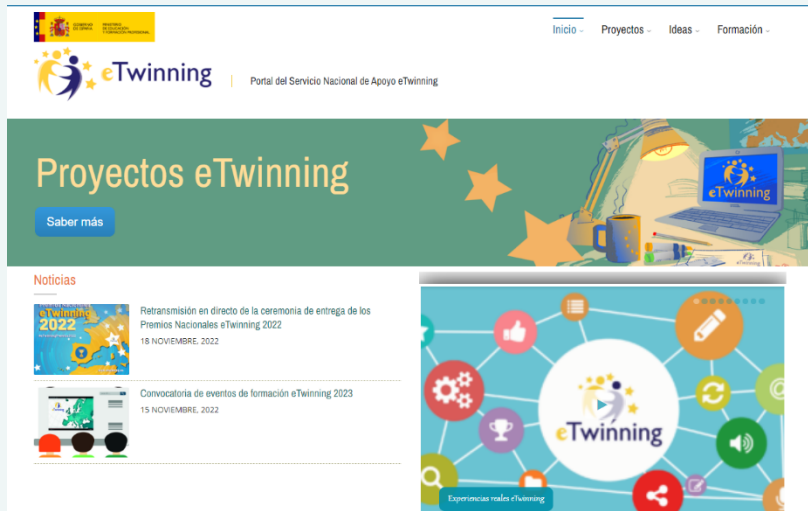 GOBIERNO DE ESPAÑA
MINISTERIO DE EDUCACIÓN Y FORMACIÓN PROFESIONAL
Inicio
Proyectos
Ideas
Formación
eTwinning
Portal del Servicio Nacional de Apoyo eTwinning
Proyectos eTwinning
Saber más
eTwinning
Noticias
eTwinning
2022
Retransmisión en directo de la ceremonia de entrega de los
Premios Nacionales eTwinning 2022
18 NOVIEMBRE, 2022
Convocatoria de eventos de formación eTwinning 2023
15 NOVIEMBRE, 2022
eTwinning
Experiencias reales eTwinning